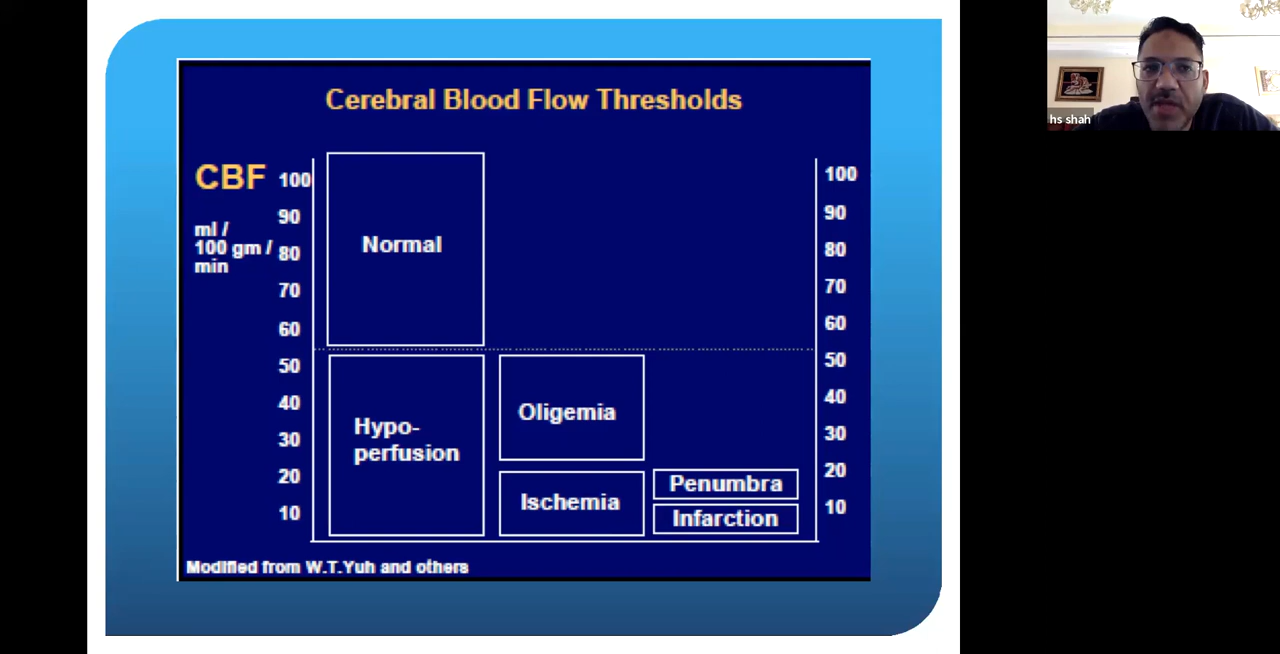 Cerebral Blood Flow Thresholds
CBF
ml /
100 gm /
min
100
90
80
70
60
50
40
30
20
10
Normal
Hypo-
perfusion
Oligemia
Ischemia
Penumbra
Infarction
100
90
80
70
60
50
40
30
20
10
Modified from W.T.Yuh and others
hs shah